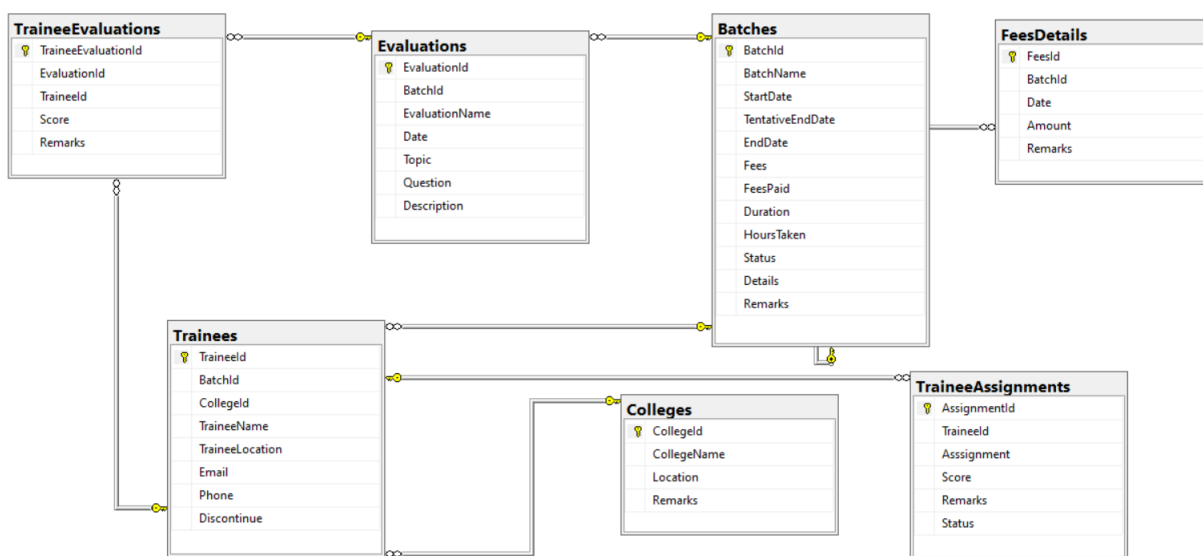 TraineeEvaluations
TraineeEvaluationId
EvaluationId
TraineeId
Score
Remarks
Evaluations
EvaluationId
BatchId
EvaluationName
Date
Topic
Question
Description
Batches
BatchId
BatchName
StartDate
TentativeEndDate
EndDate
Fees
FeesPaid
Duration
HoursTaken
Status
Details
Remarks
FeesDetails
FeesId
BatchId
Date
Amount
Remarks
Trainees
TraineeId
BatchId
CollegeId
TraineeName
TraineeLocation
Email
Phone
Discontinue
Colleges
CollegeId
CollegeName
Location
Remarks
TraineeAssignments
AssignmentId
TraineeId
Asssignment
Score
Remarks
Status